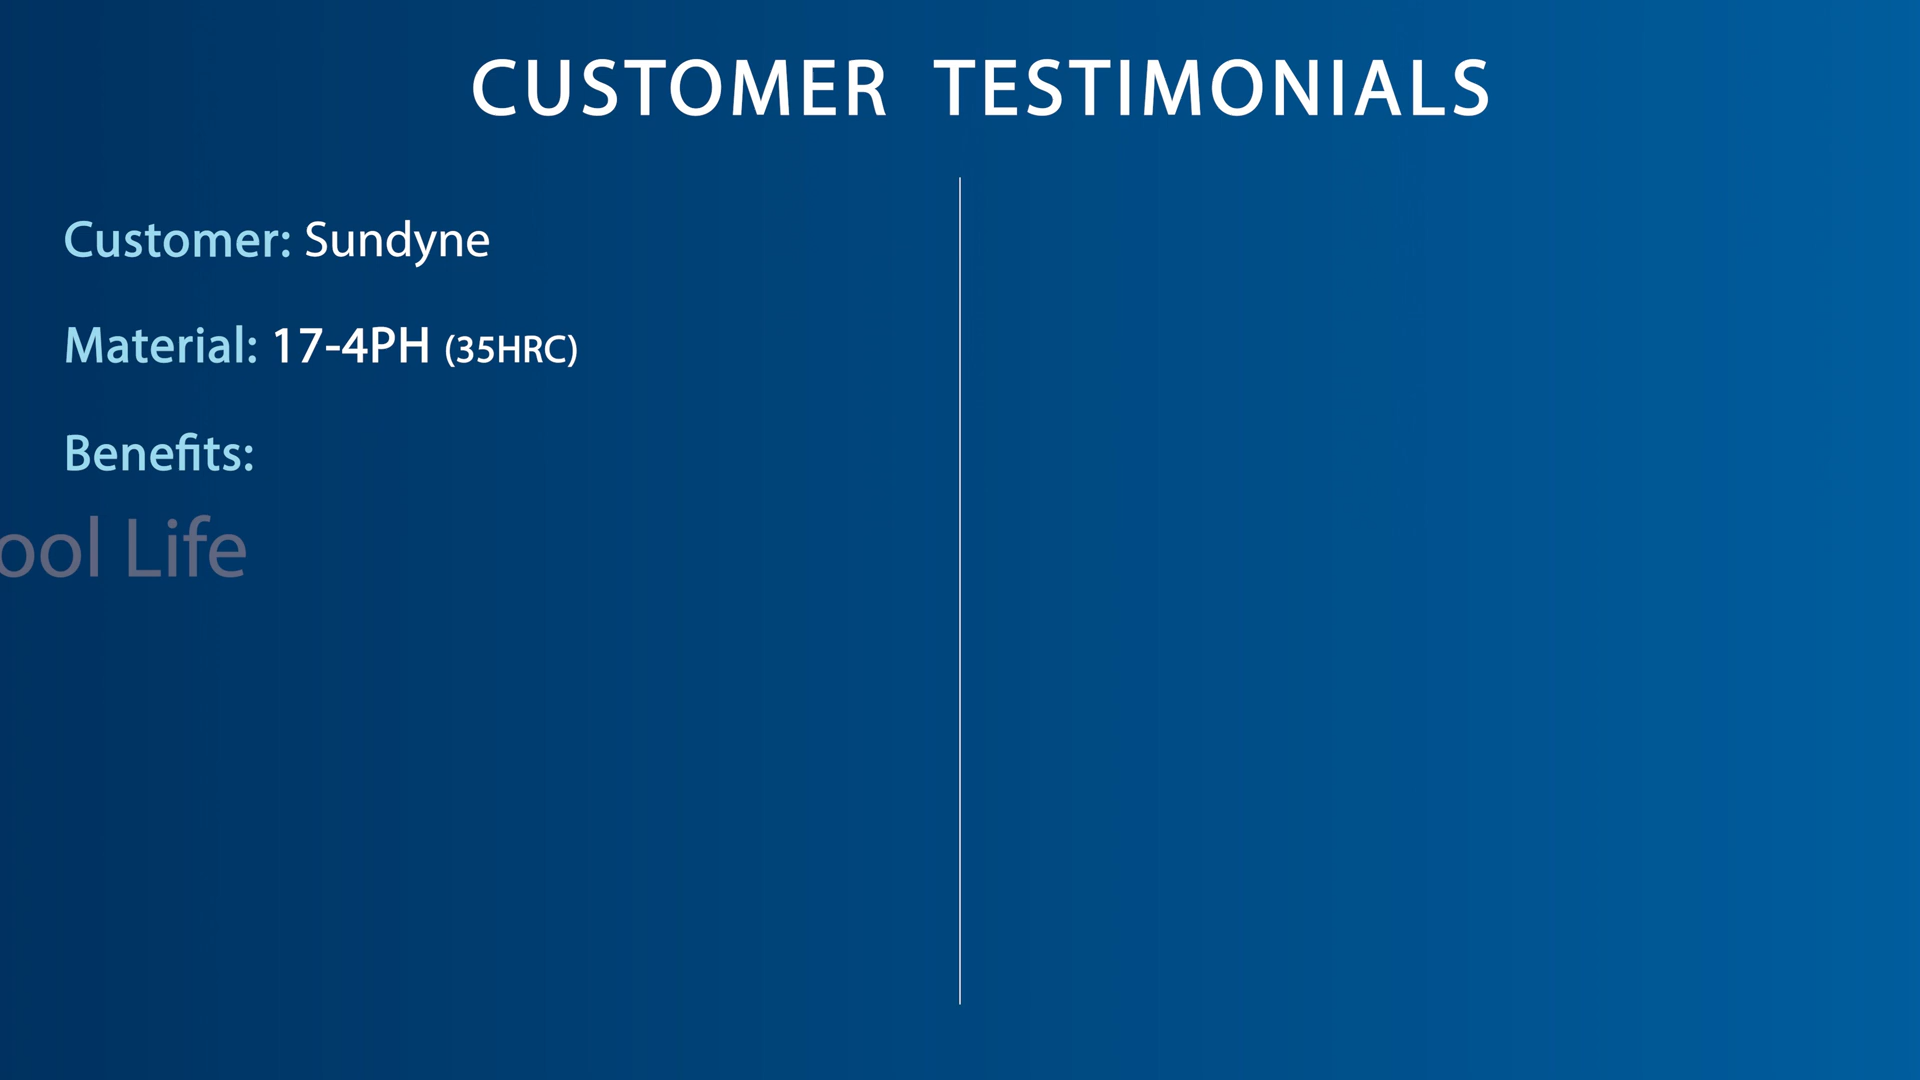 CUSTOMER TESTIMONIALS
Customer: Sundyne
Material: 17-4PH (35HRC)
Benefits:
ool Life